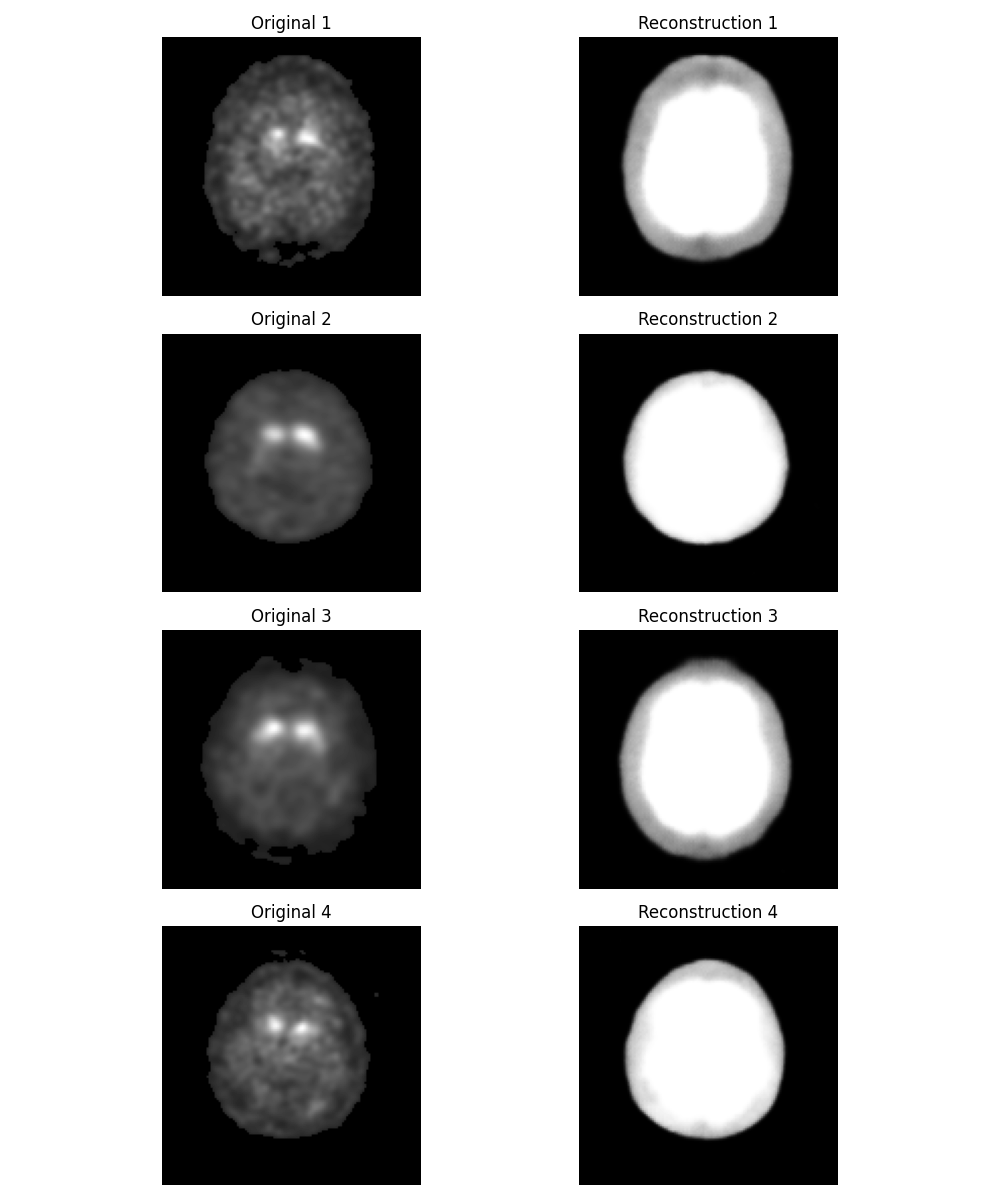 Original 1
Reconstruction 1
Original 2
Reconstruction 2
Original 3
Reconstruction 3
Original 4
Reconstruction 4